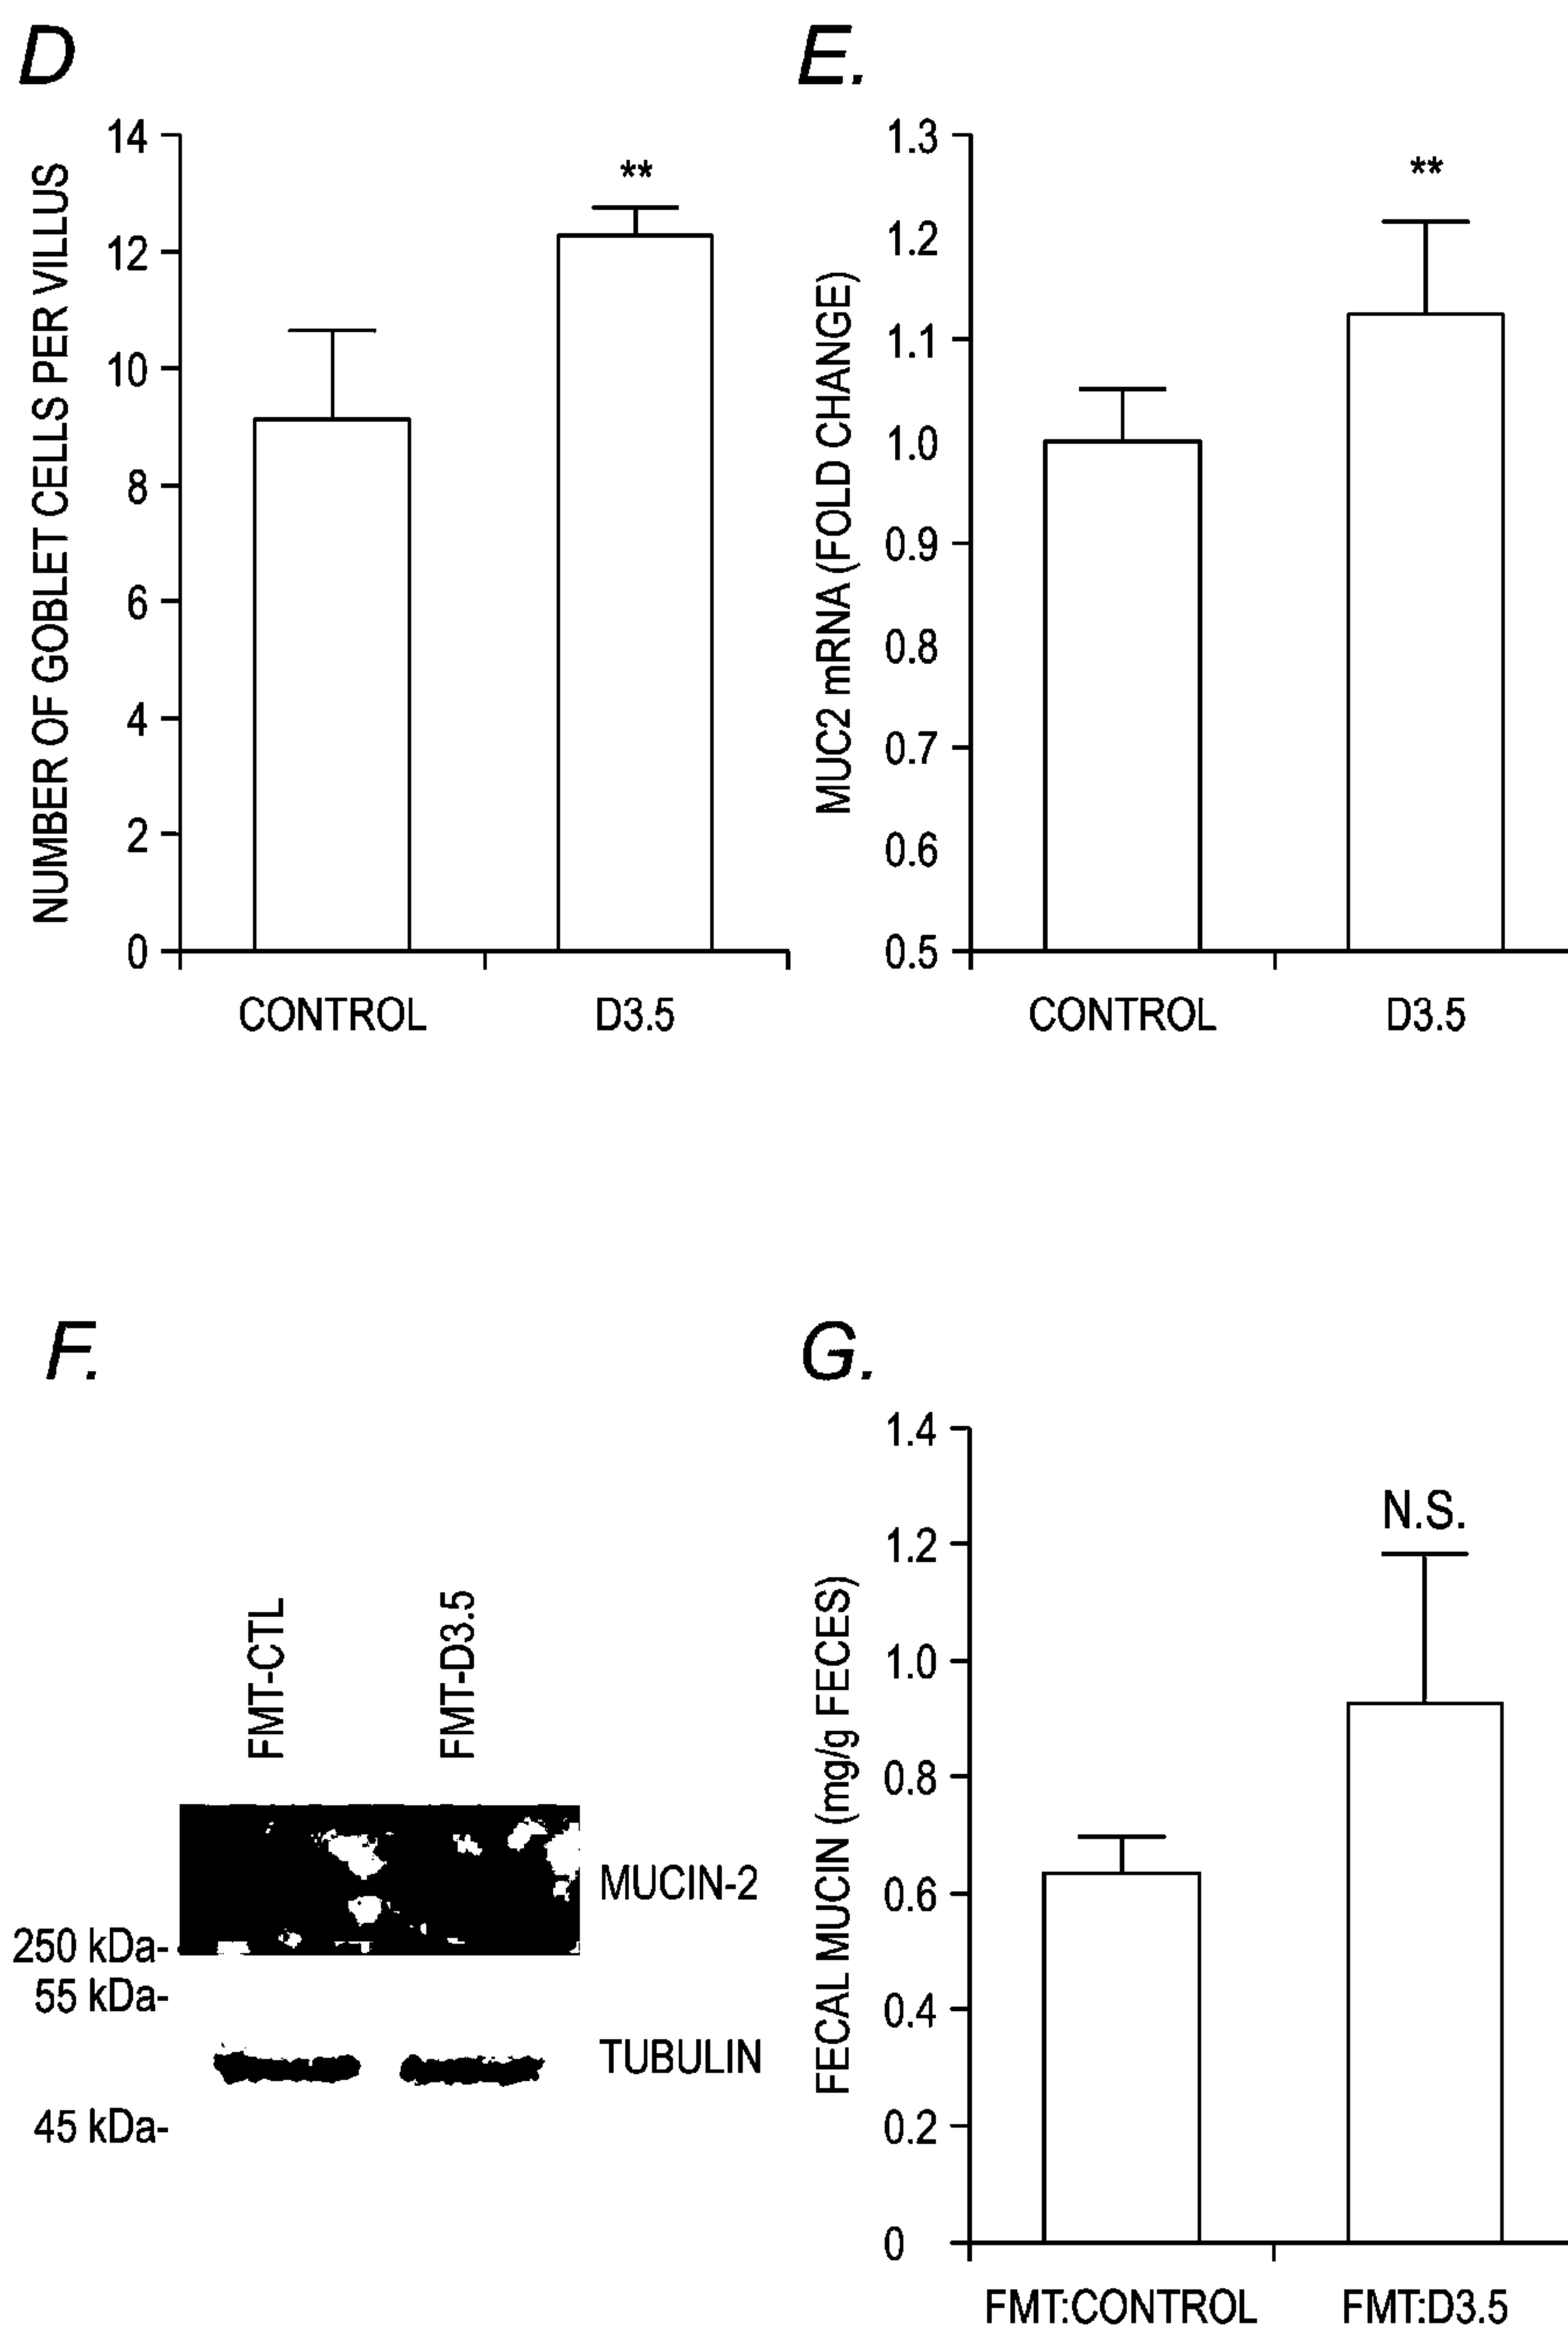 D
NUMBER OF GOBLET CELLS PER VILLUS
14
12
10
8
6
4
2
0
**
CONTROL
D3.5
E.
MUC2 mRNA (FOLD CHANGE)
1.3
1.2
1.1
1.0
0.9
0.8
0.7
0.6
0.5
**
CONTROL
D3.5
F.
FMT-CTL
FMT-D3.5
MUCIN-2
250 kDa-
55 kDa-
TUBULIN
45 kDa-
G.
FECAL MUCIN (mg/g FECES)
1.4
1.2
1.0
0.8
0.6
0.4
0.2
0
N.S.
FMT:CONTROL
FMT:D3.5